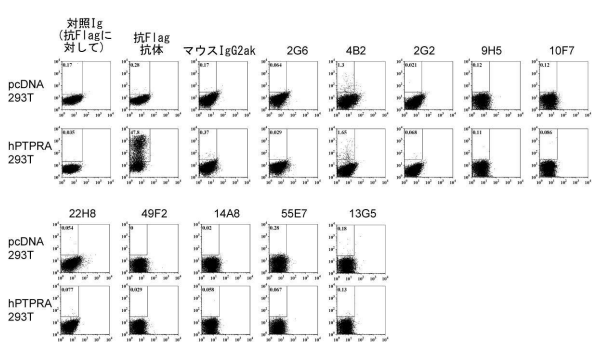 対照Ig
(抗Flagに
対して)
抗Flag
抗体
マウスIgG2ak
2G6
4B2
2G2
9H5
10F7
pcDNA
293T
0.17
0.28
0.17
0.064
1.3
0.021
0.12
0.12
hPTPRA
293T
0.035
47.8
0.37
0.029
1.65
0.068
0.11
0.086
22H8
49F2
14A8
55E7
13G5
pcDNA
293T
0.054
0
0.02
0.28
0.18
hPTPRA
293T
0.077
0.029
0.058
0.067
0.13